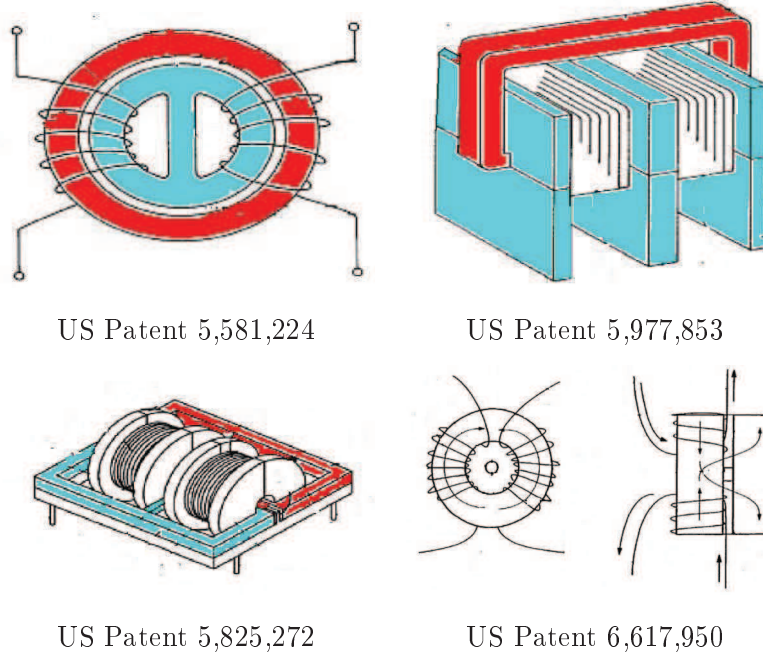 US Patent 5,581,224
US Patent 5,977,853
US Patent 5,825,272
US Patent 6,617,950